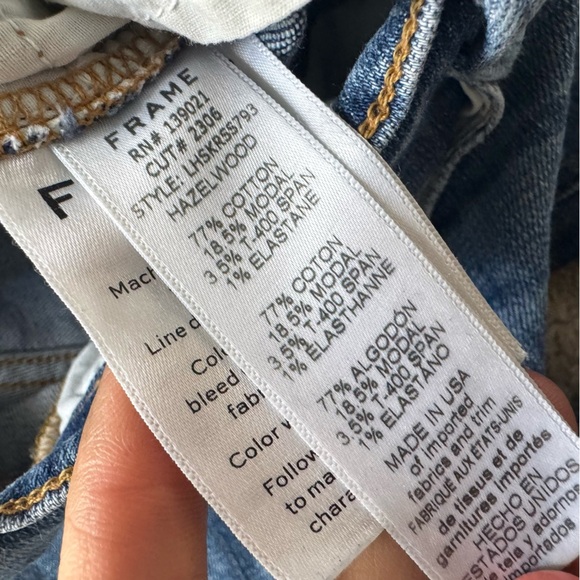 FRAME
RN# 139021
CUT# 2306
STYLE: LHSKRSS793
HAZELWOOD
77% COTTON
18.5% MODAL
3.5% T-400 SPAN
1% ELASTANE
77% COTON
18.5% MODAL
3.5% T-400 SPAN
1% ELASTHANNE
77% ALGODÓN
18.5% MODAL
3.5% T-400 SPAN
1% ELASTANO
MADE IN USA
of imported
fabrics and trim
FABRIQUÉ AUX ÉTATS-UNIS
de tissus et de
garnitures importés
HECHO EN
ESTADOS UNIDOS
tela y adornos
importados
F
Mach
Line d
Colo
bleed
fabri
Color w
Follow
to ma
chara